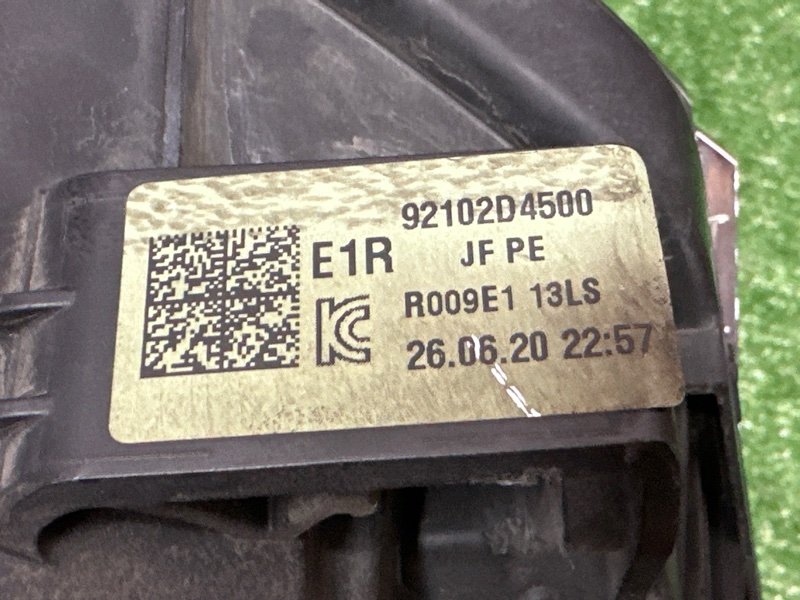 92102D4500
E1R
JF PE
R009E1 13LS
26.06.20 22:57